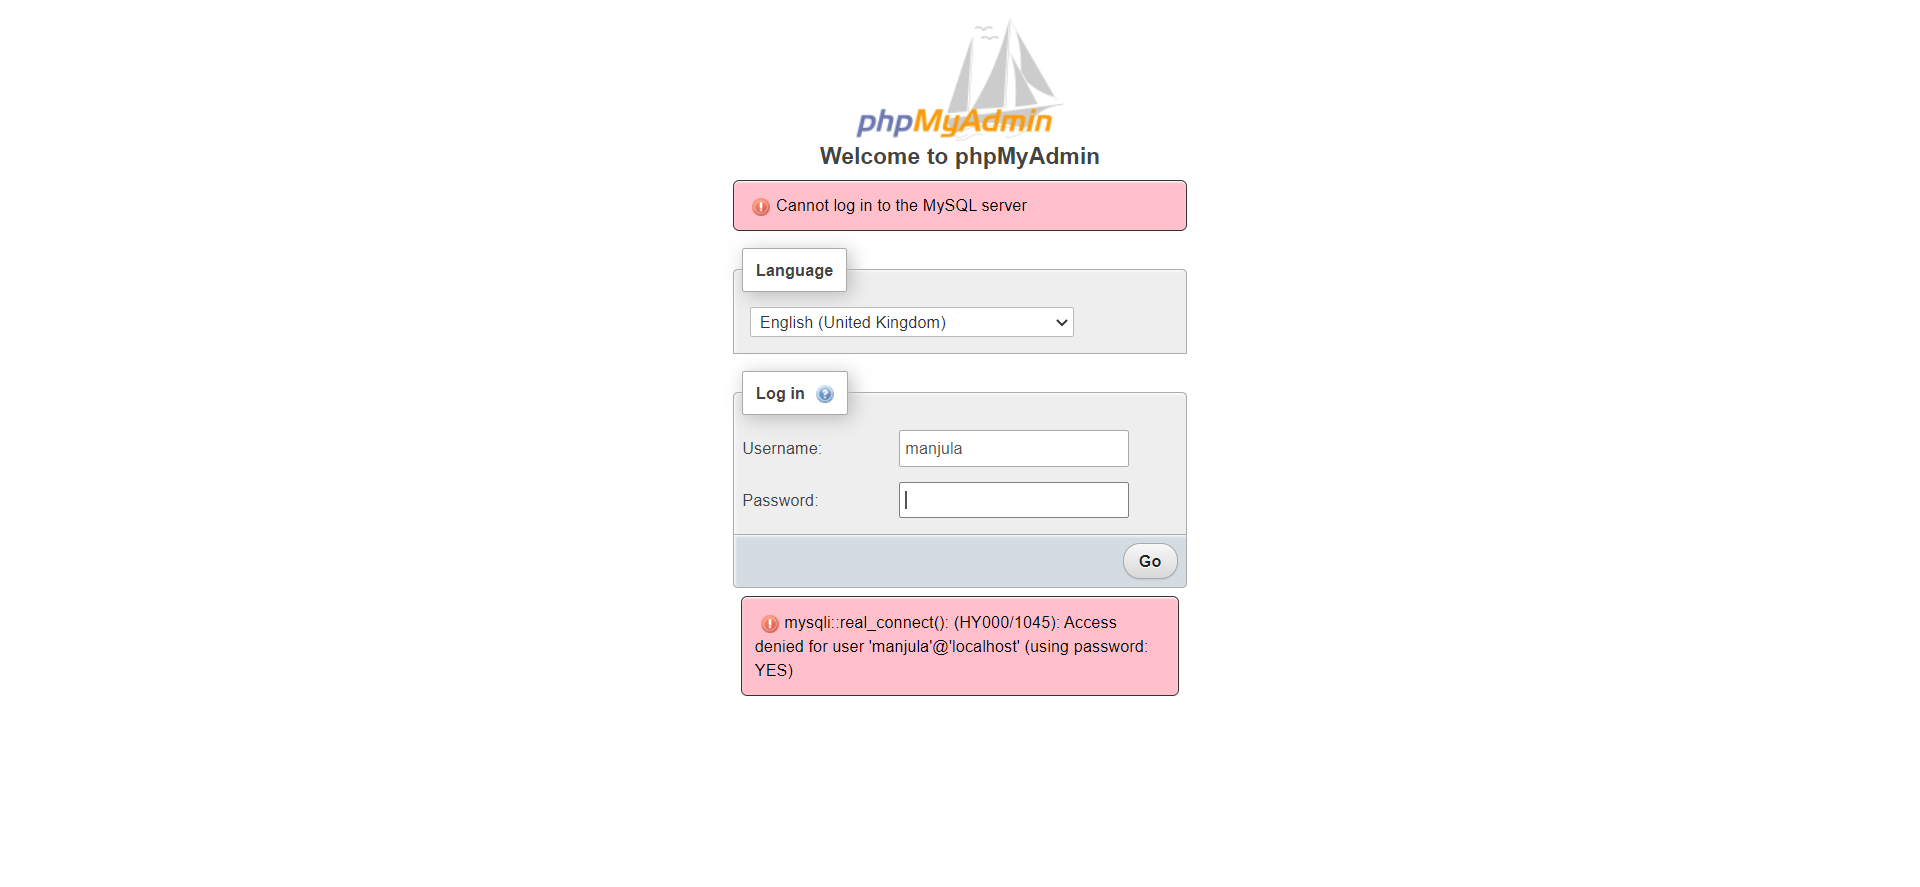 phpMyAdmin
Welcome to phpMyAdmin
Cannot log in to the MySQL server
Language
English (United Kingdom)
Log in
Username:
manjula
Password:
Go
mysqli::real_connect(): (HY000/1045): Access
denied for user 'manjula'@'localhost' (using password:
YES)